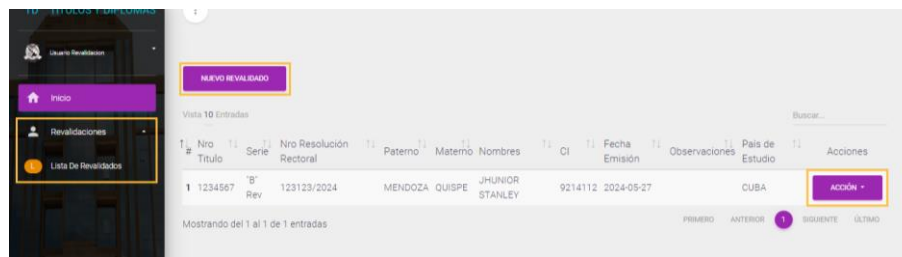 TD TITULOS Y DIPLOMAS
Usuario Revalidacion
Inicio
Revalidaciones
L Lista De Revalidados
NUEVO REVALIDADO
Vista 10 Entradas
Buscar...
# Nro Titulo Serie Nro Resolución Rectoral Paterno Materno Nombres CI Fecha Emisión Observaciones País de Estudio Acciones
1 1234567 "B" Rev 123123/2024 MENDOZA QUISPE JHUNIOR STANLEY 9214112 2024-05-27 CUBA ACCIÓN
Mostrando del 1 al 1 de 1 entradas
PRIMERO ANTERIOR 1 SIGUIENTE ÚLTIMO